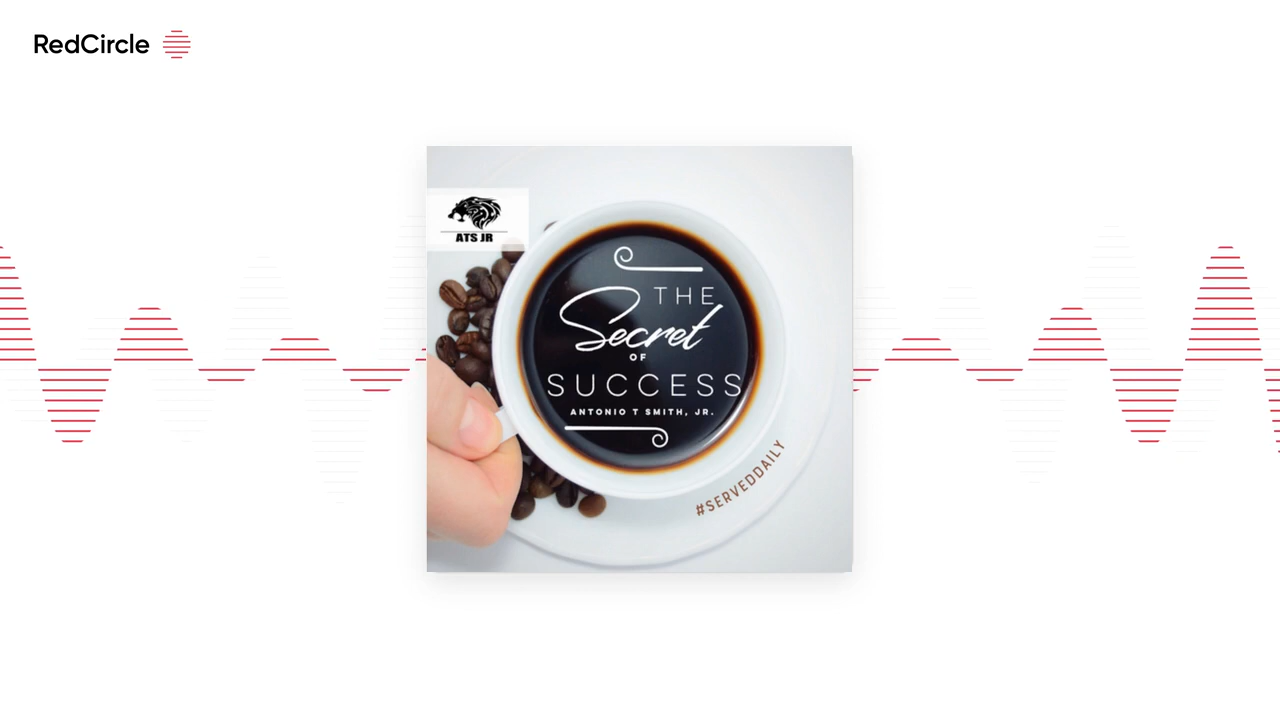 RedCircle
ATS JR
THE
Secret
OF
SUCCESS
ANTONIO T SMITH, JR.
#SERVEDDAILY